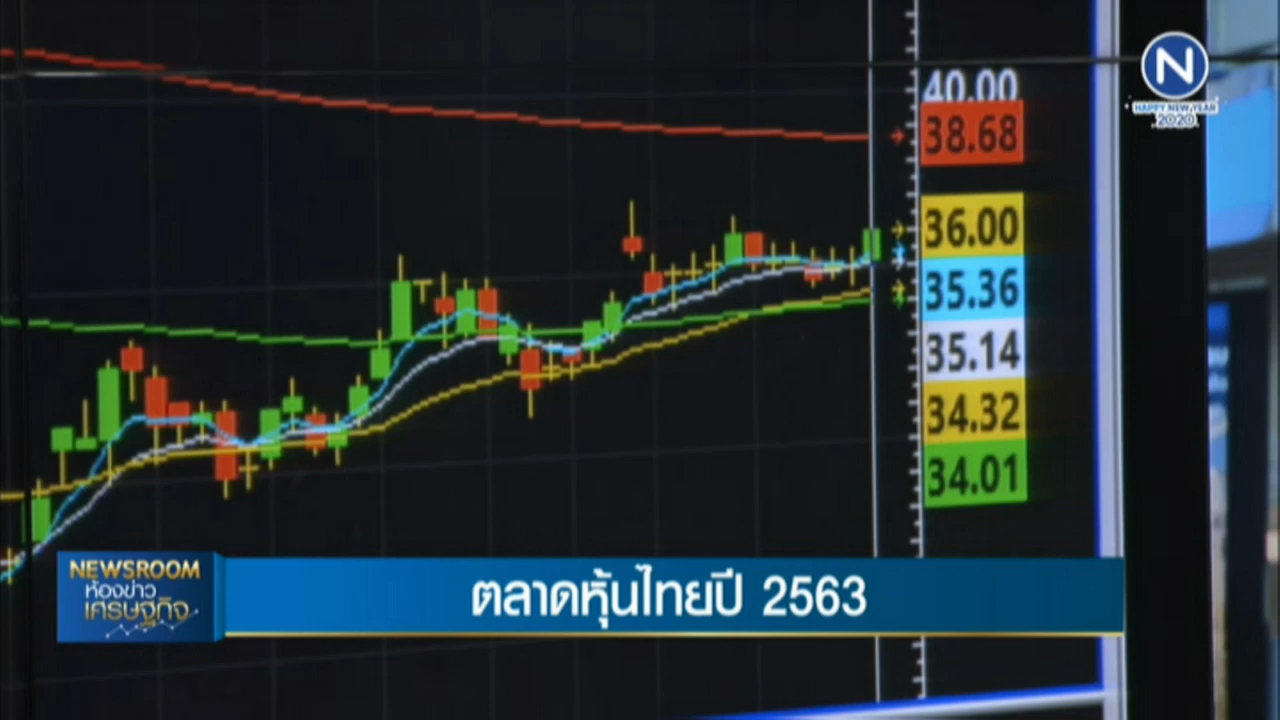 N
HAPPY NEW YEAR
2020
40.00
38.68
36.00
35.36
35.14
34.32
34.01
NEWSROOM
ห้องข่าว
เศรษฐกิจ
ตลาดหุ้นไทยปี 2563